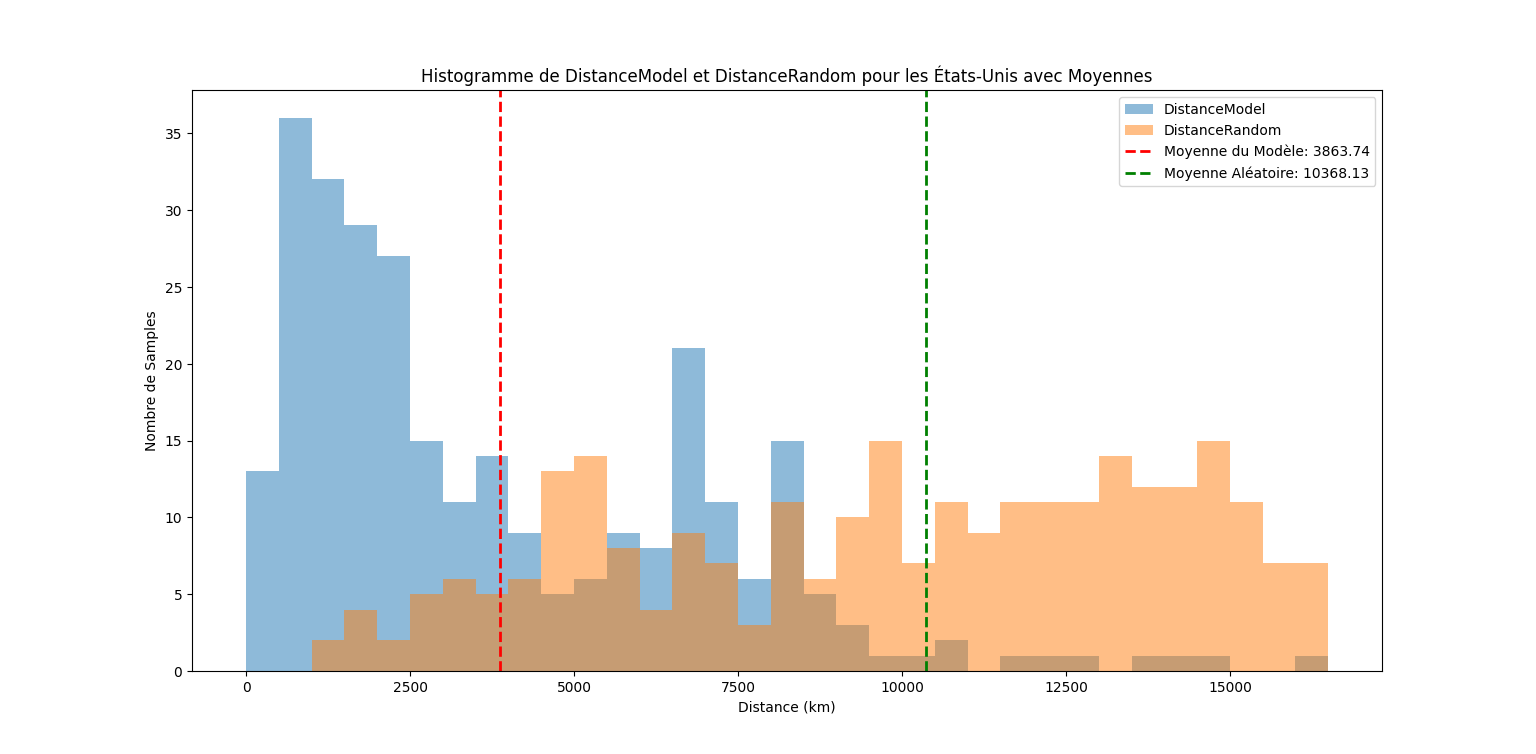 Histogramme de DistanceModel et DistanceRandom pour les États-Unis avec Moyennes
DistanceModel
DistanceRandom
Moyenne du Modèle: 3863.74
Moyenne Aléatoire: 10368.13
Nombre de Samples
35
30
25
20
15
10
5
0
0 2500 5000 7500 10000 12500 15000
Distance (km)